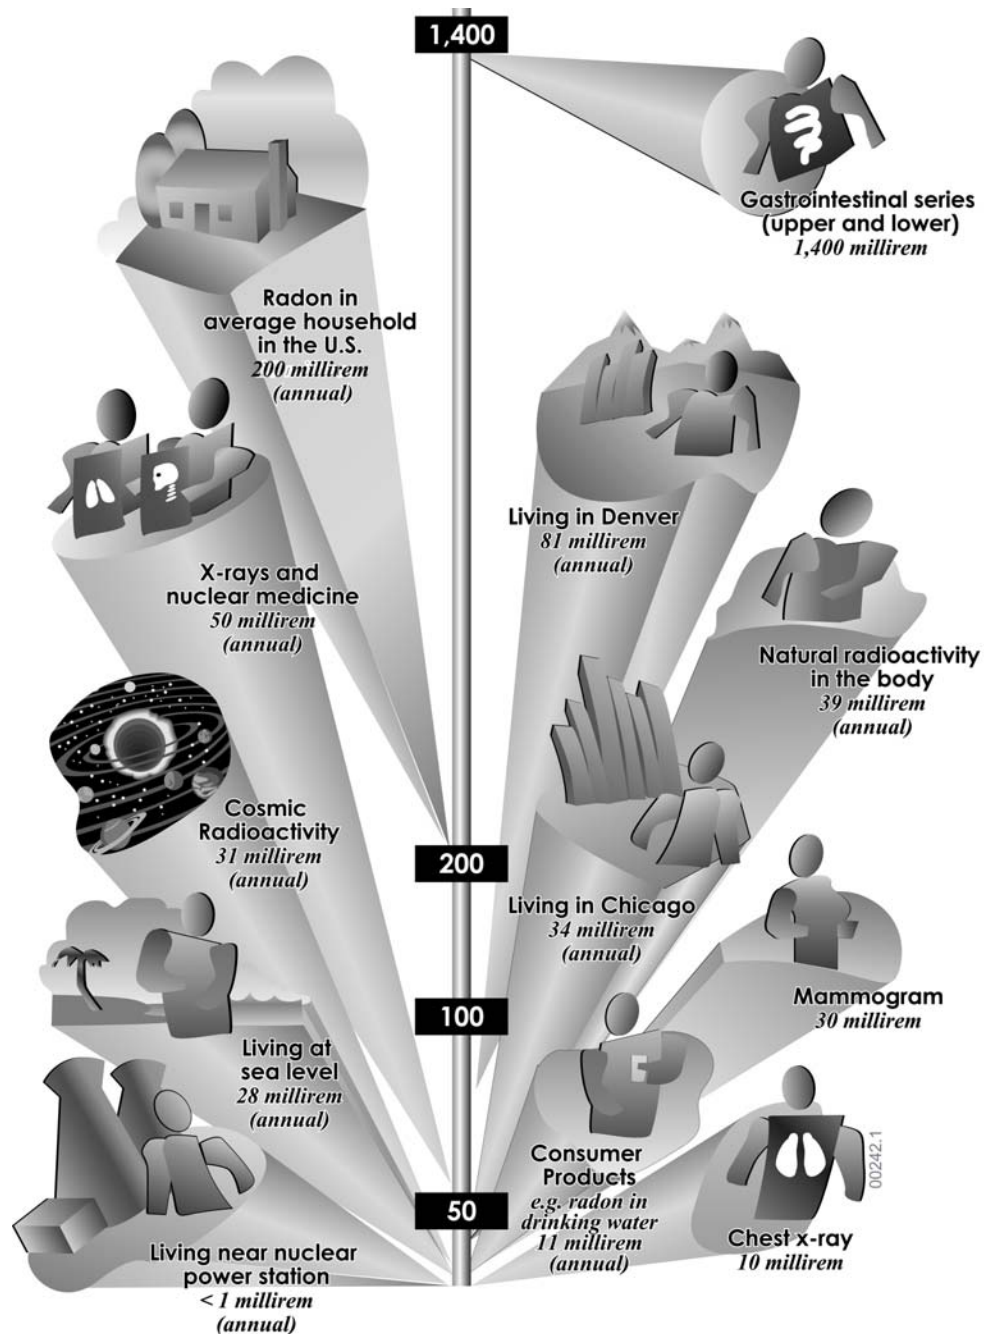 1,400
Gastrointestinal series
(upper and lower)
1,400 millirem
Radon in
average household
in the U.S.
200 millirem
(annual)
Living in Denver
81 millirem
(annual)
X-rays and
nuclear medicine
50 millirem
(annual)
Natural radioactivity
in the body
39 millirem
(annual)
Cosmic
Radioactivity
31 millirem
(annual)
200
Living in Chicago
34 millirem
(annual)
Mammogram
30 millirem
100
Living at
sea level
28 millirem
(annual)
Consumer
Products
e.g. radon in
drinking water
11 millirem
(annual)
50
00242.1
Chest x-ray
10 millirem
Living near nuclear
power station
< 1 millirem
(annual)